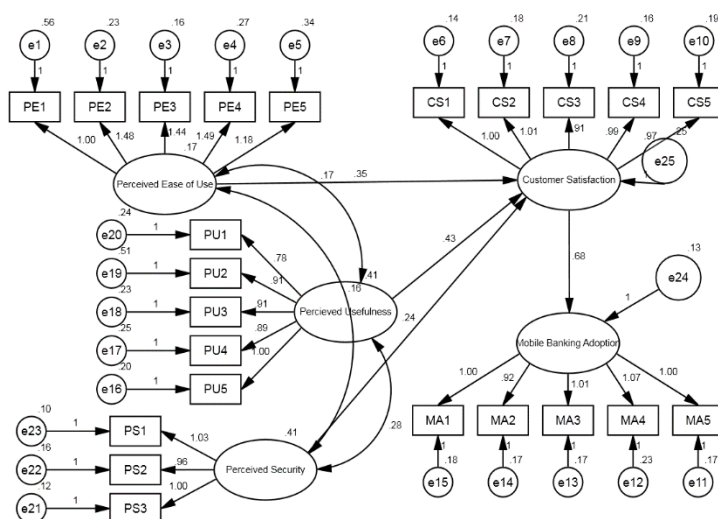 .56 .23 .16 .27 .34
e1 e2 e3 e4 e5
1 1 1 1 1
PE1 PE2 PE3 PE4 PE5
1.00 1.48 1.44 1.49 1.18
.17
Perceived Ease of Use
.14 .18 .21 .16 .19
e6 e7 e8 e9 e10
1 1 1 1 1
CS1 CS2 CS3 CS4 CS5
1.00 1.01 .91 .99 .97
.25
e25
1
Customer Satisfaction
.17 .35
.24
e20 1 PU1 .78
.51
e19 1 PU2 .91
.23
e18 1 PU3 .91
.25
e17 1 PU4 .89
.20
e16 1 PU5 1.00
.41
.16
Percieved Usefulness
.43
.24
.68
.13
e24
1
Mobile Banking Adoption
.28
.10
e23 1 PS1 1.03
.16
e22 1 PS2 .96
.12
e21 1 PS3 1.00
.41
Perceived Security
1.00 .92 1.01 1.07 1.00
MA1 MA2 MA3 MA4 MA5
1 1 1 1 1
.18 .17 .17 .23 .17
e15 e14 e13 e12 e11